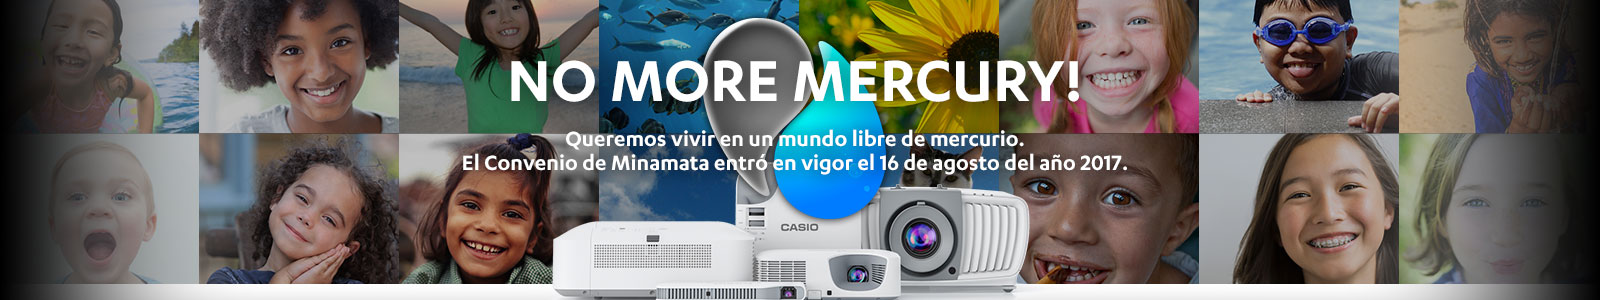 NO MORE MERCURY!
Queremos vivir en un mundo libre de mercurio.
El Convenio de Minamata entró en vigor el 16 de agosto del año 2017.
CASIO